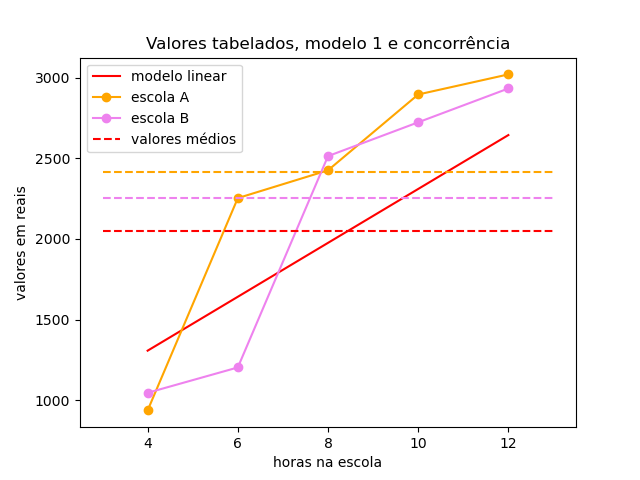 Valores tabelados, modelo 1 e concorrência
modelo linear
escola A
escola B
valores médios
3000
2500
2000
1500
1000
valores em reais
4 6 8 10 12
horas na escola